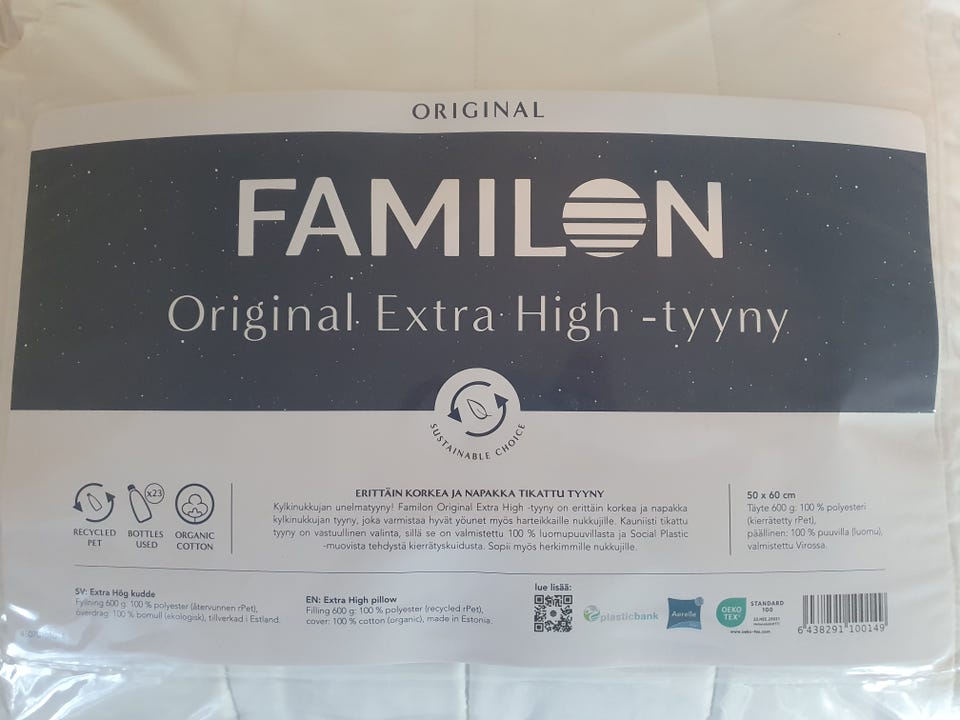 ORIGINAL
FAMILON
Original Extra High -tyyny
SUSTAINABLE CHOICE
RECYCLED
PET
x23
BOTTLES
USED
ORGANIC
COTTON
ERITTÄIN KORKEA JA NAPAKKA TIKATTU TYYNY
Kylkinukkujan unelmatyyny! Familon Original Extra High -tyyny on erittäin korkea ja napakka
kylkinukkujan tyyny, joka varmistaa hyvät yöunet myös harteikkaille nukkujille. Kauniisti tikattu
tyyny on vastuullinen valinta, sillä se on valmistettu 100 % luomupuuvillasta ja Social Plastic
-muovista tehdystä kierrätyskuidusta. Sopii myös herkimmille nukkujille.
50 x 60 cm
Täyte 600 g: 100 % polyesteri
(kierrätetty rPet),
päällinen: 100 % puuvilla (luomu),
valmistettu Virossa.
SV: Extra Hög kudde
Fyllning 600 g: 100 % polyester (återvunnen rPet),
överdrag: 100 % bomull (ekologisk), tillverkad i Estland.
EN: Extra High pillow
Filling 600 g: 100 % polyester (recycled rPet),
cover: 100 % cotton (organic), made in Estonia.
lue lisää:
plasticbank
Aerelle
OEKO
TEX
STANDARD
100
www.oeko-tex.com
6 438291 100149